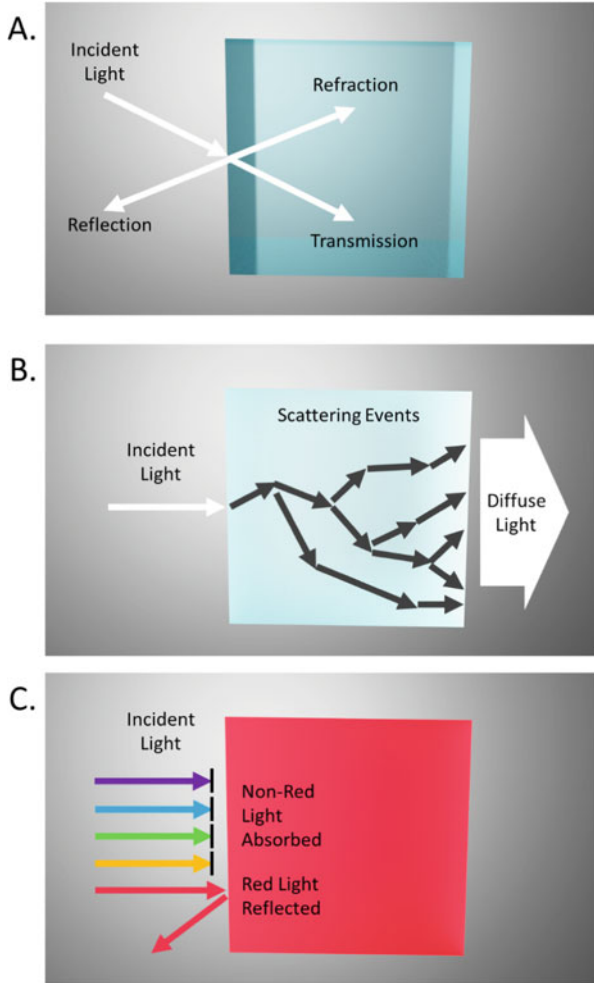 A.
Incident
Light
Refraction
Reflection
Transmission
B.
Scattering Events
Incident
Light
Diffuse
Light
C.
Incident
Light
Non-Red
Light
Absorbed
Red Light
Reflected